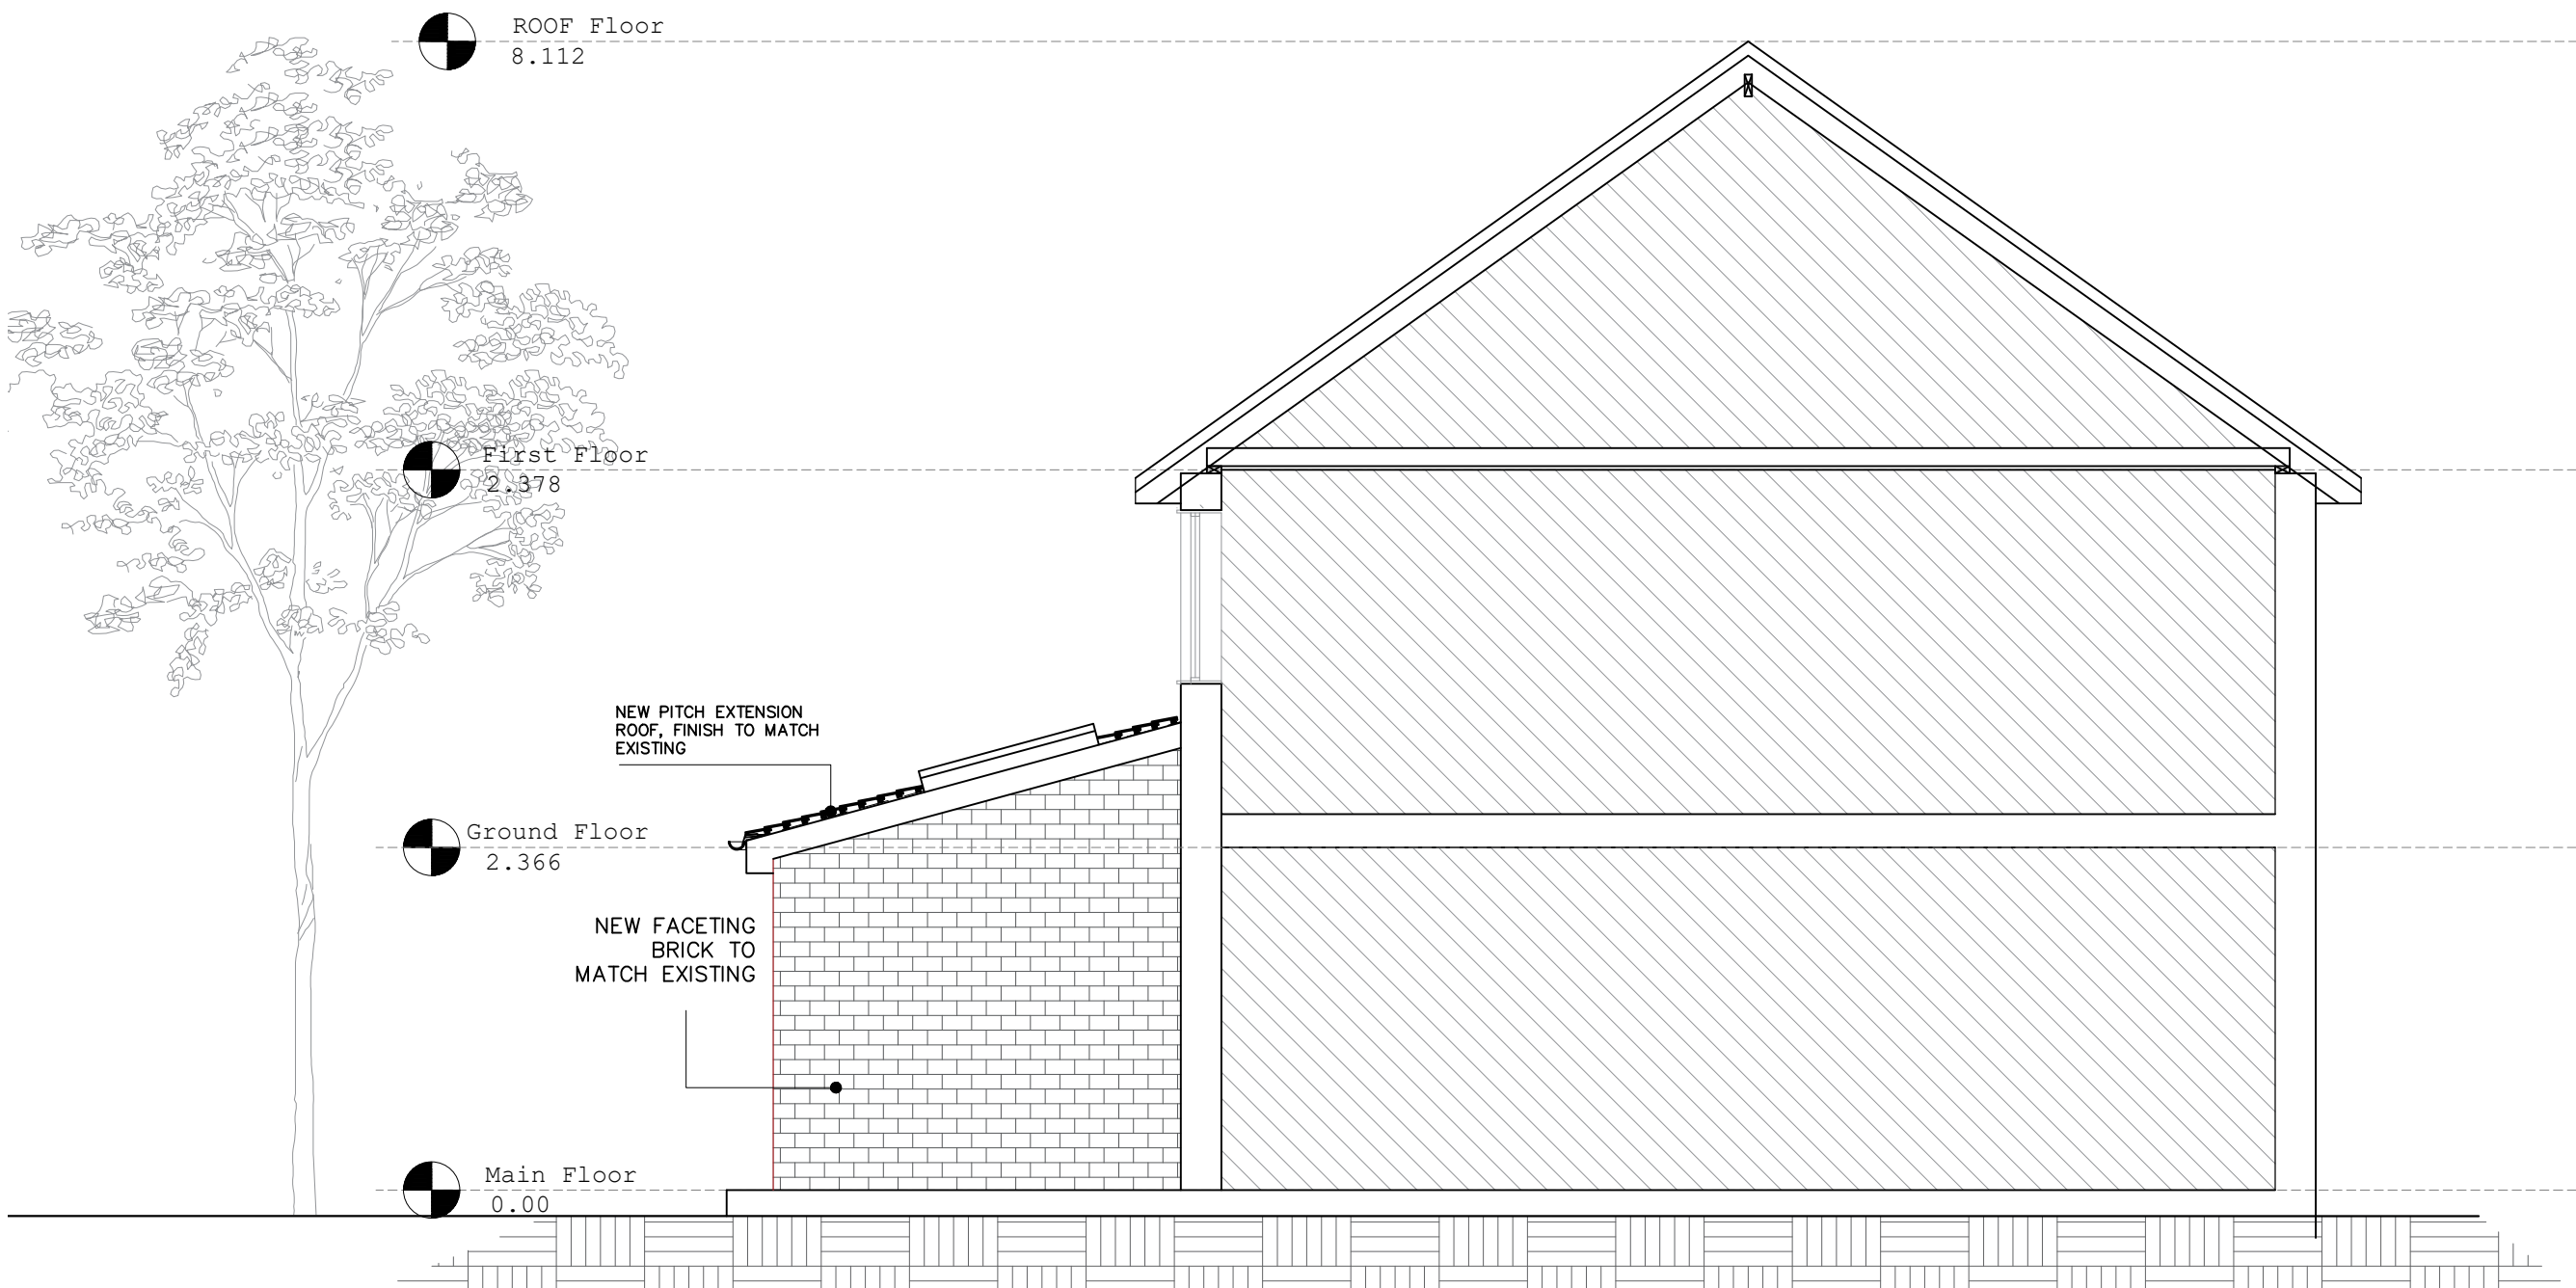 ROOF Floor
8.112
First Floor
2.378
NEW PITCH EXTENSION
ROOF, FINISH TO MATCH
EXISTING
Ground Floor
2.366
NEW FACETING
BRICK TO
MATCH EXISTING
Main Floor
0.00